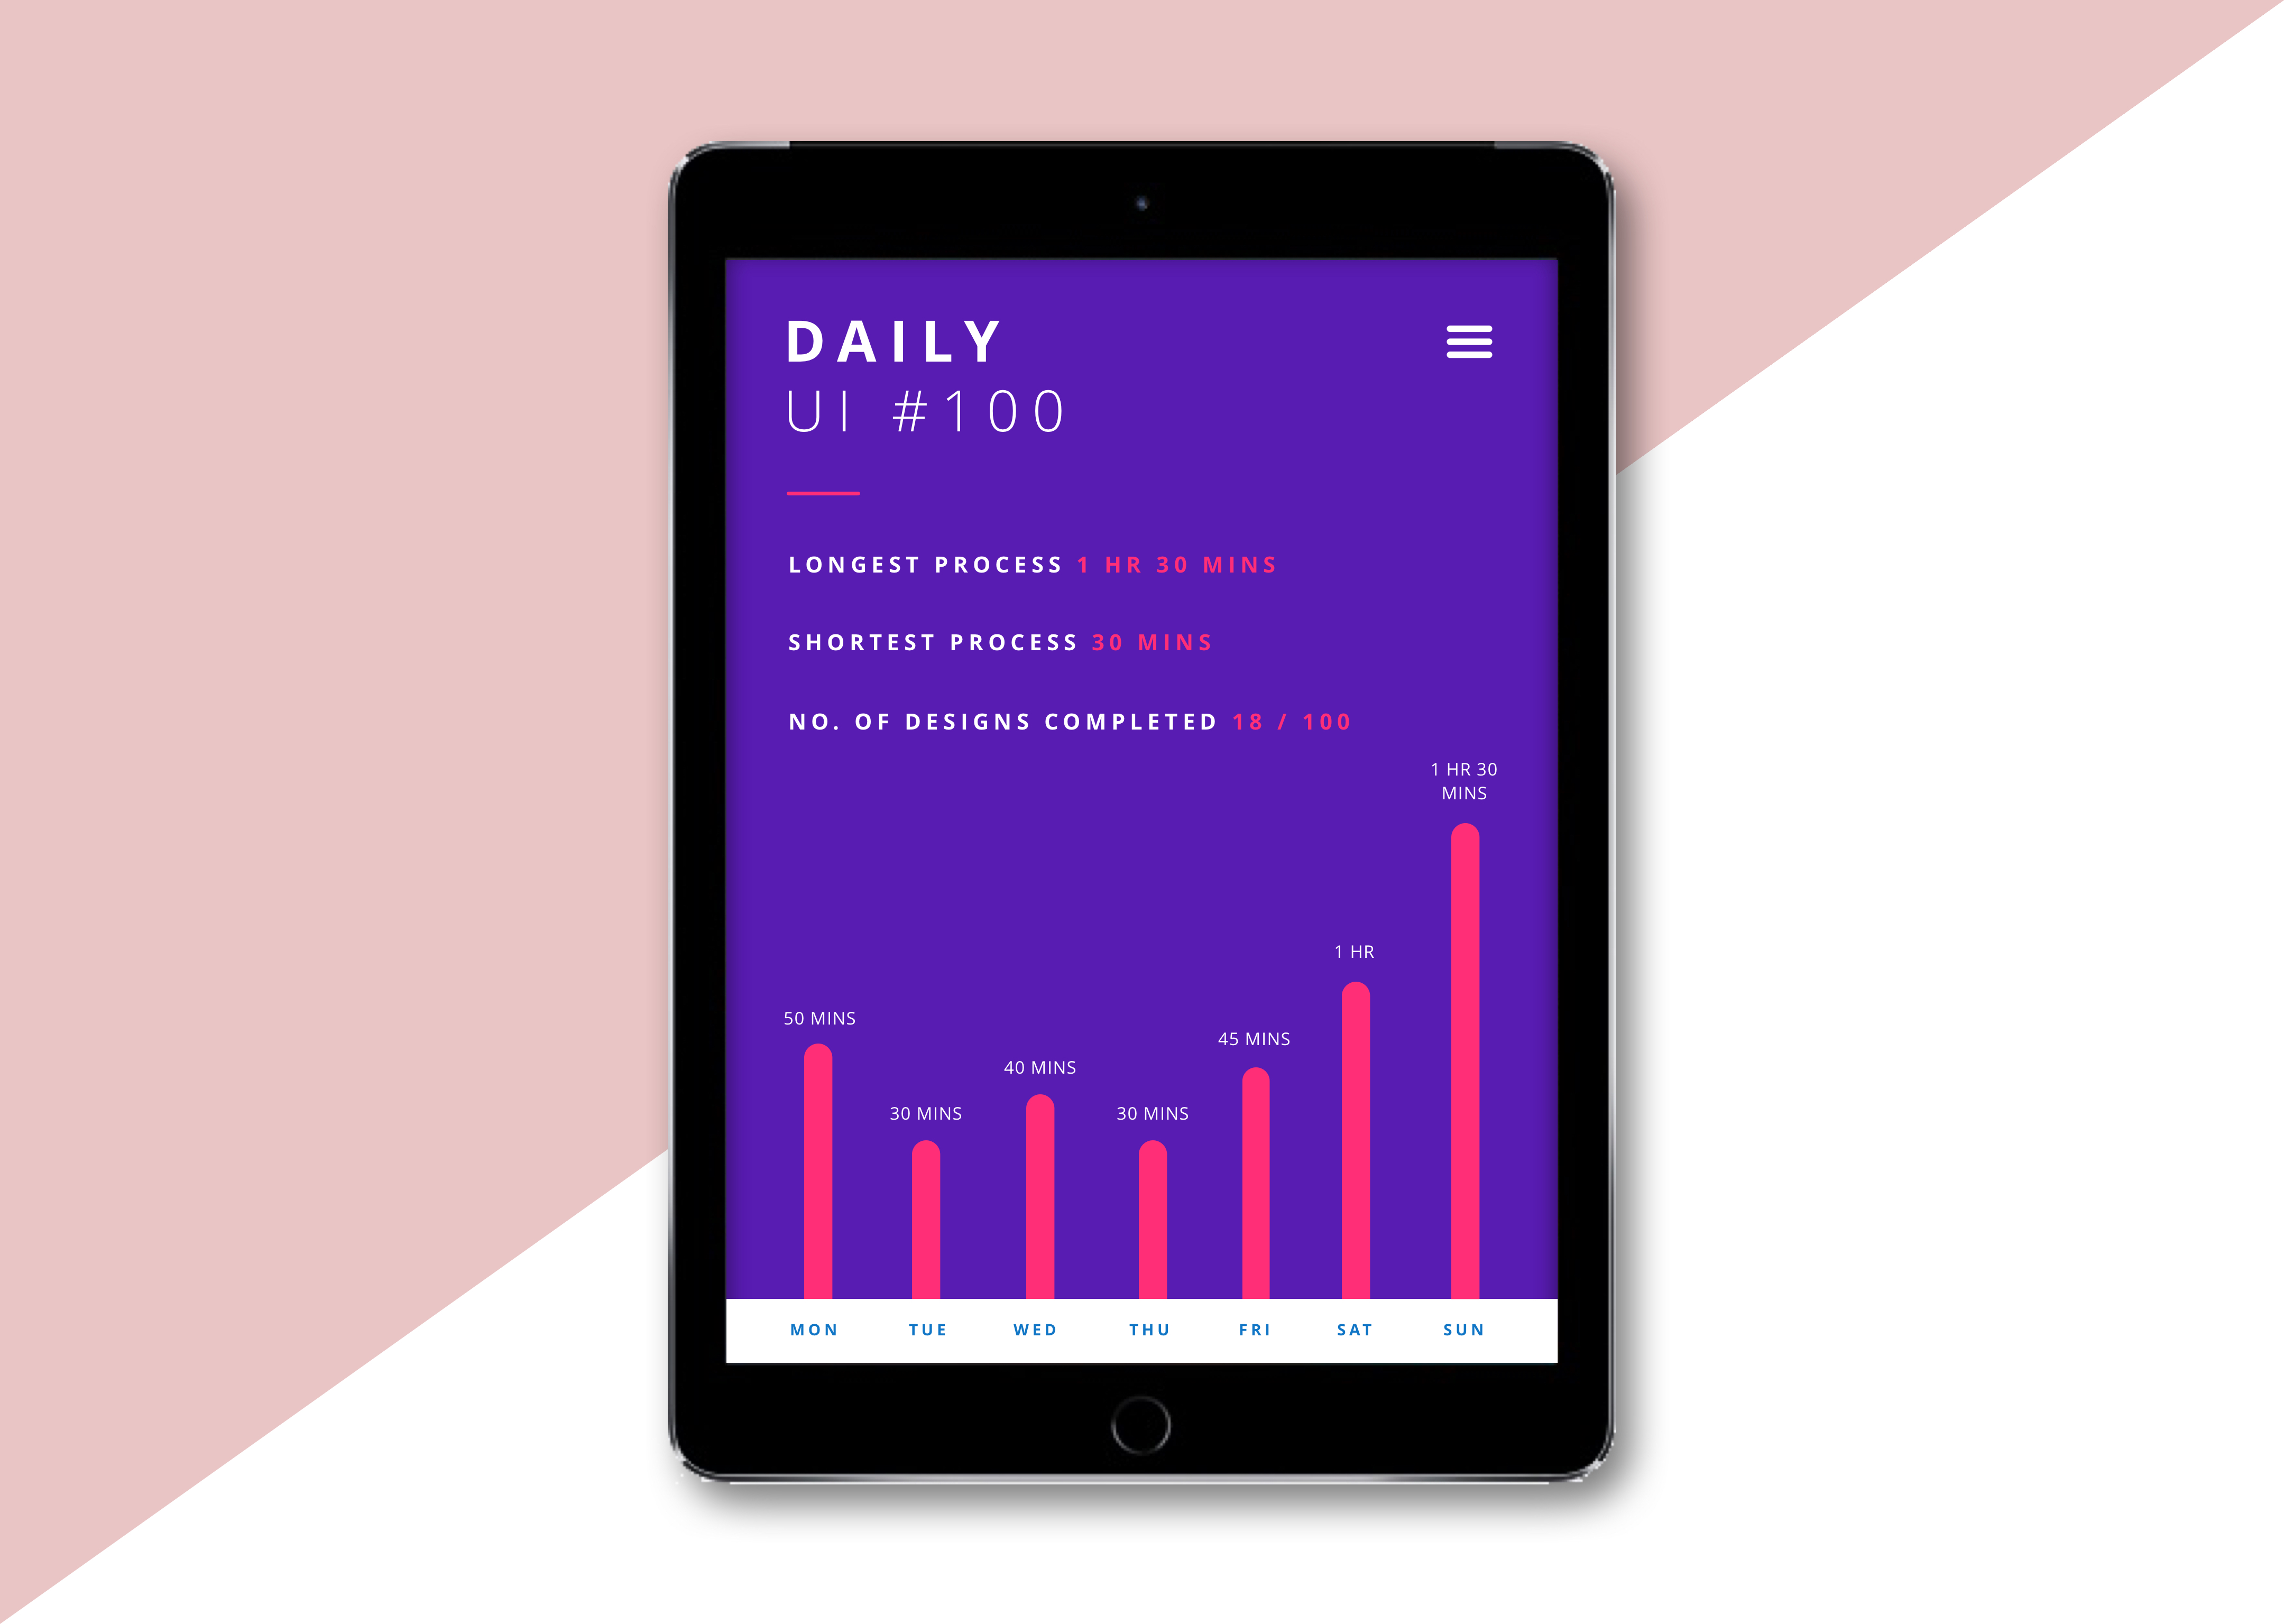 DAILY
UI #100
LONGEST PROCESS 1 HR 30 MINS
SHORTEST PROCESS 30 MINS
NO. OF DESIGNS COMPLETED 18 / 100
1 HR 30
MINS
1 HR
50 MINS
45 MINS
40 MINS
30 MINS
30 MINS
MON TUE WED THU FRI SAT SUN